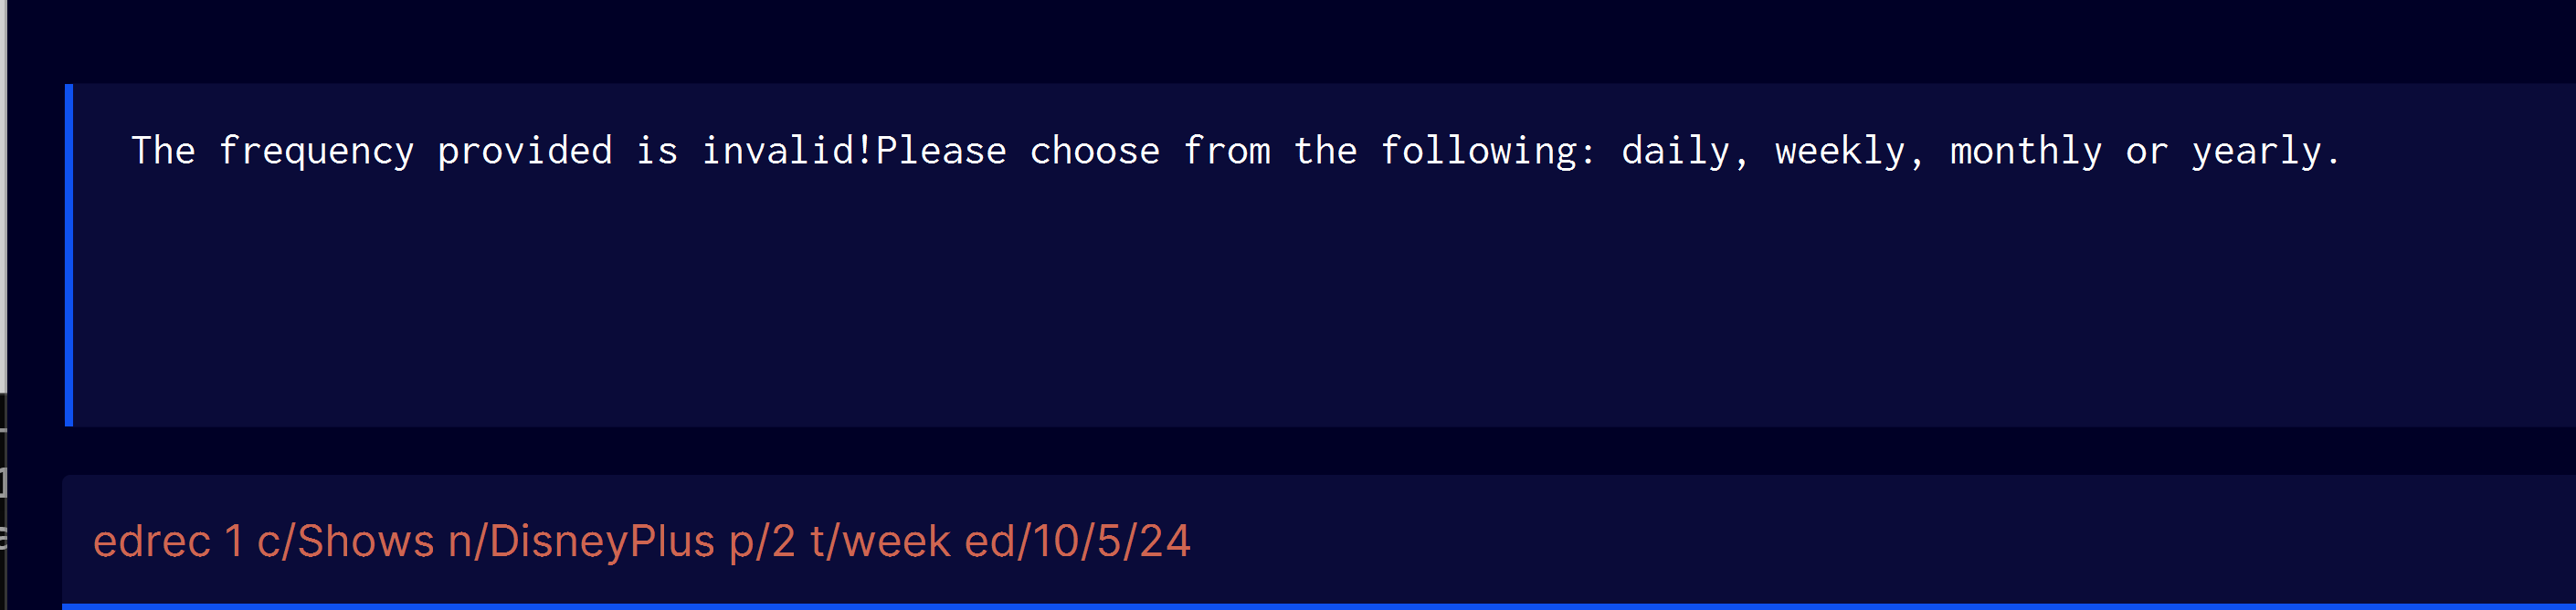 The frequency provided is invalid!Please choose from the following: daily, weekly, monthly or yearly.
edrec 1 c/Shows n/DisneyPlus p/2 t/week ed/10/5/24